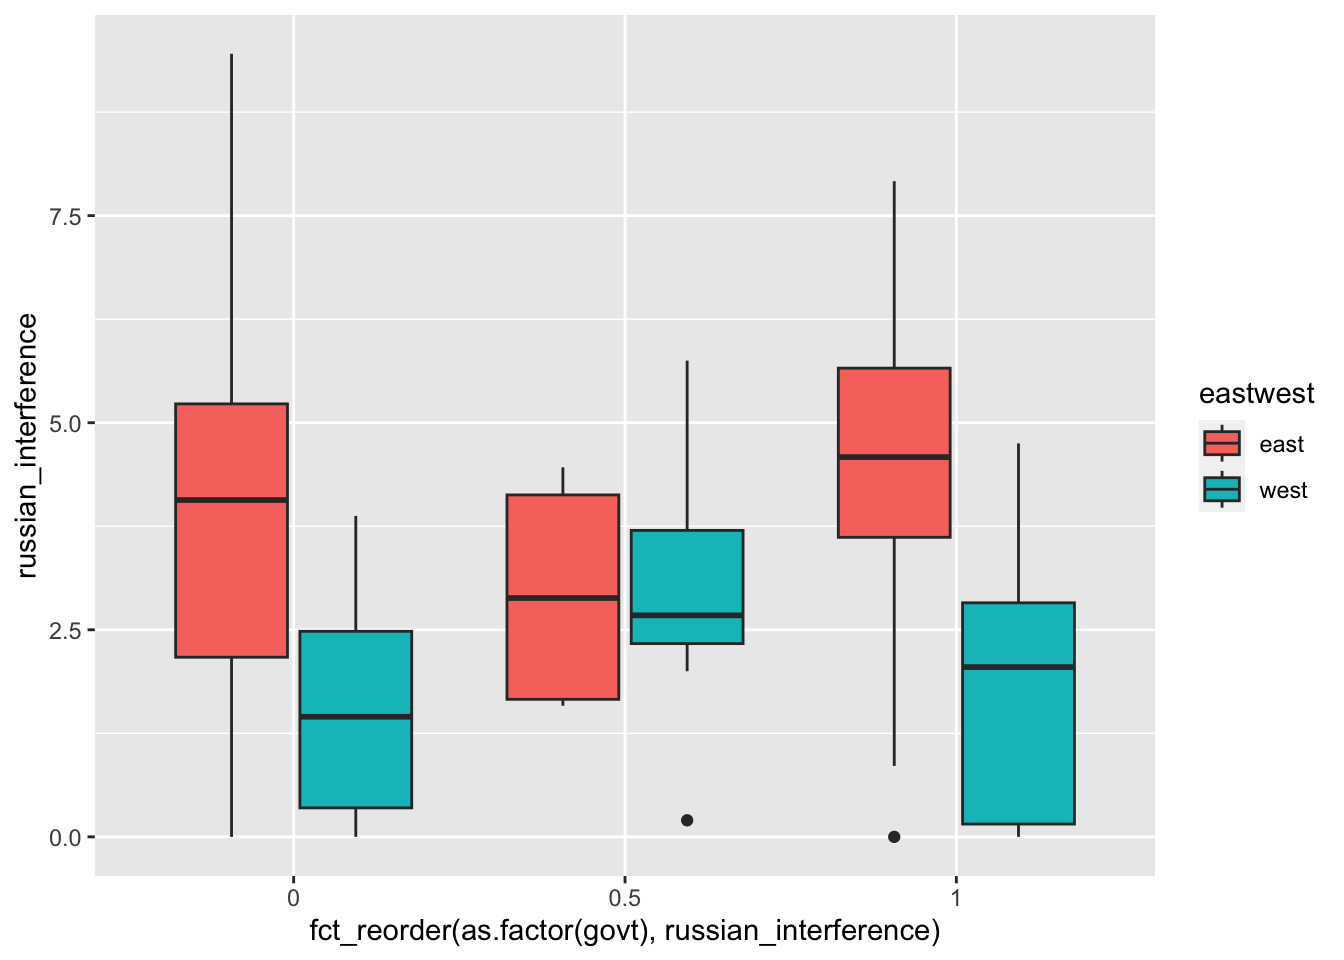 russian_interference
7.5
5.0
2.5
0.0
0
0.5
1
fct_reorder(as.factor(govt), russian_interference)
eastwest
east
west